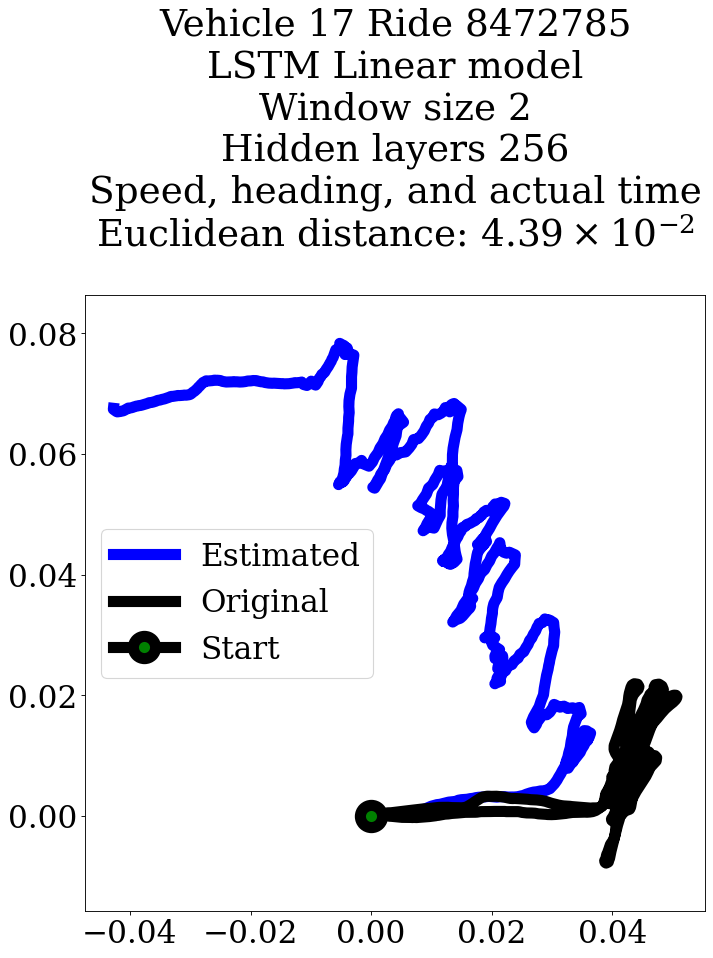 Vehicle 17 Ride 8472785
LSTM Linear model
Window size 2
Hidden layers 256
Speed, heading, and actual time
Euclidean distance: 4.39 × 10⁻²
0.08
0.06
0.04
0.02
0.00
Estimated
Original
Start
−0.04 −0.02 0.00 0.02 0.04